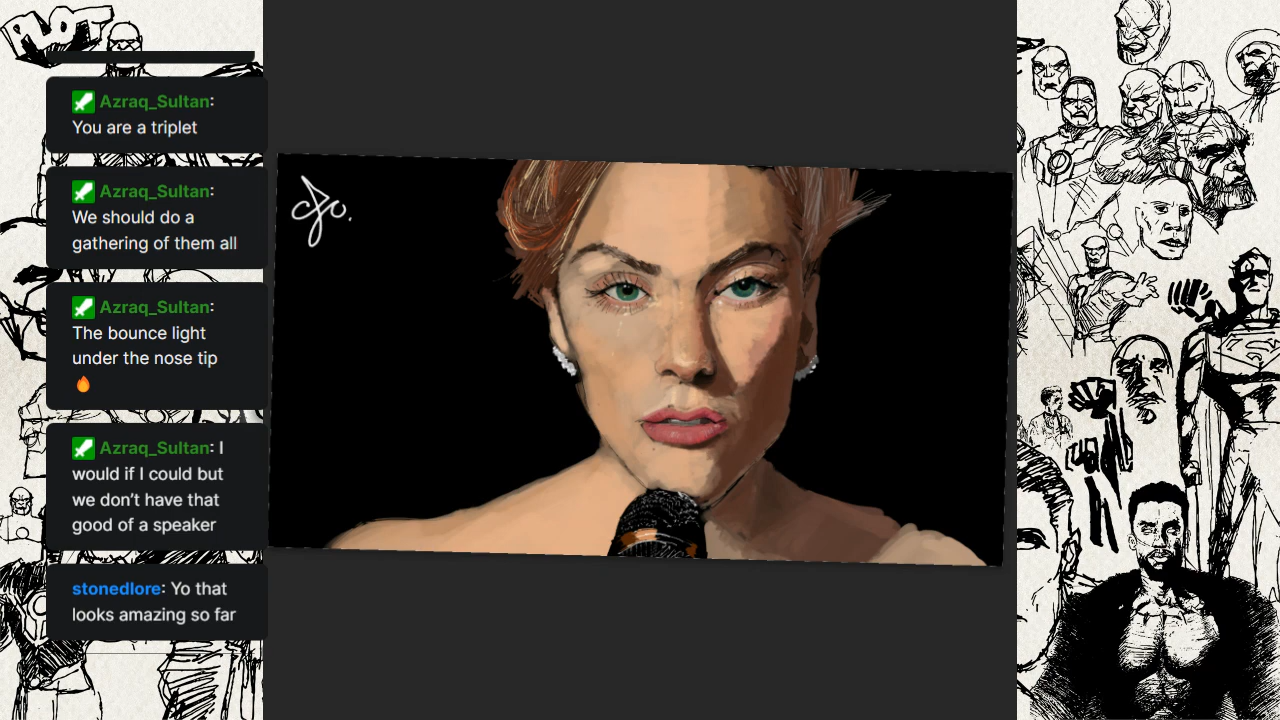 PLOT
Azraq_Sultan:
You are a triplet
Azraq_Sultan:
We should do a
gathering of them all
Azraq_Sultan:
The bounce light
under the nose tip
🔥
Azraq_Sultan: I
would if I could but
we don’t have that
good of a speaker
stonedlore: Yo that
looks amazing so far